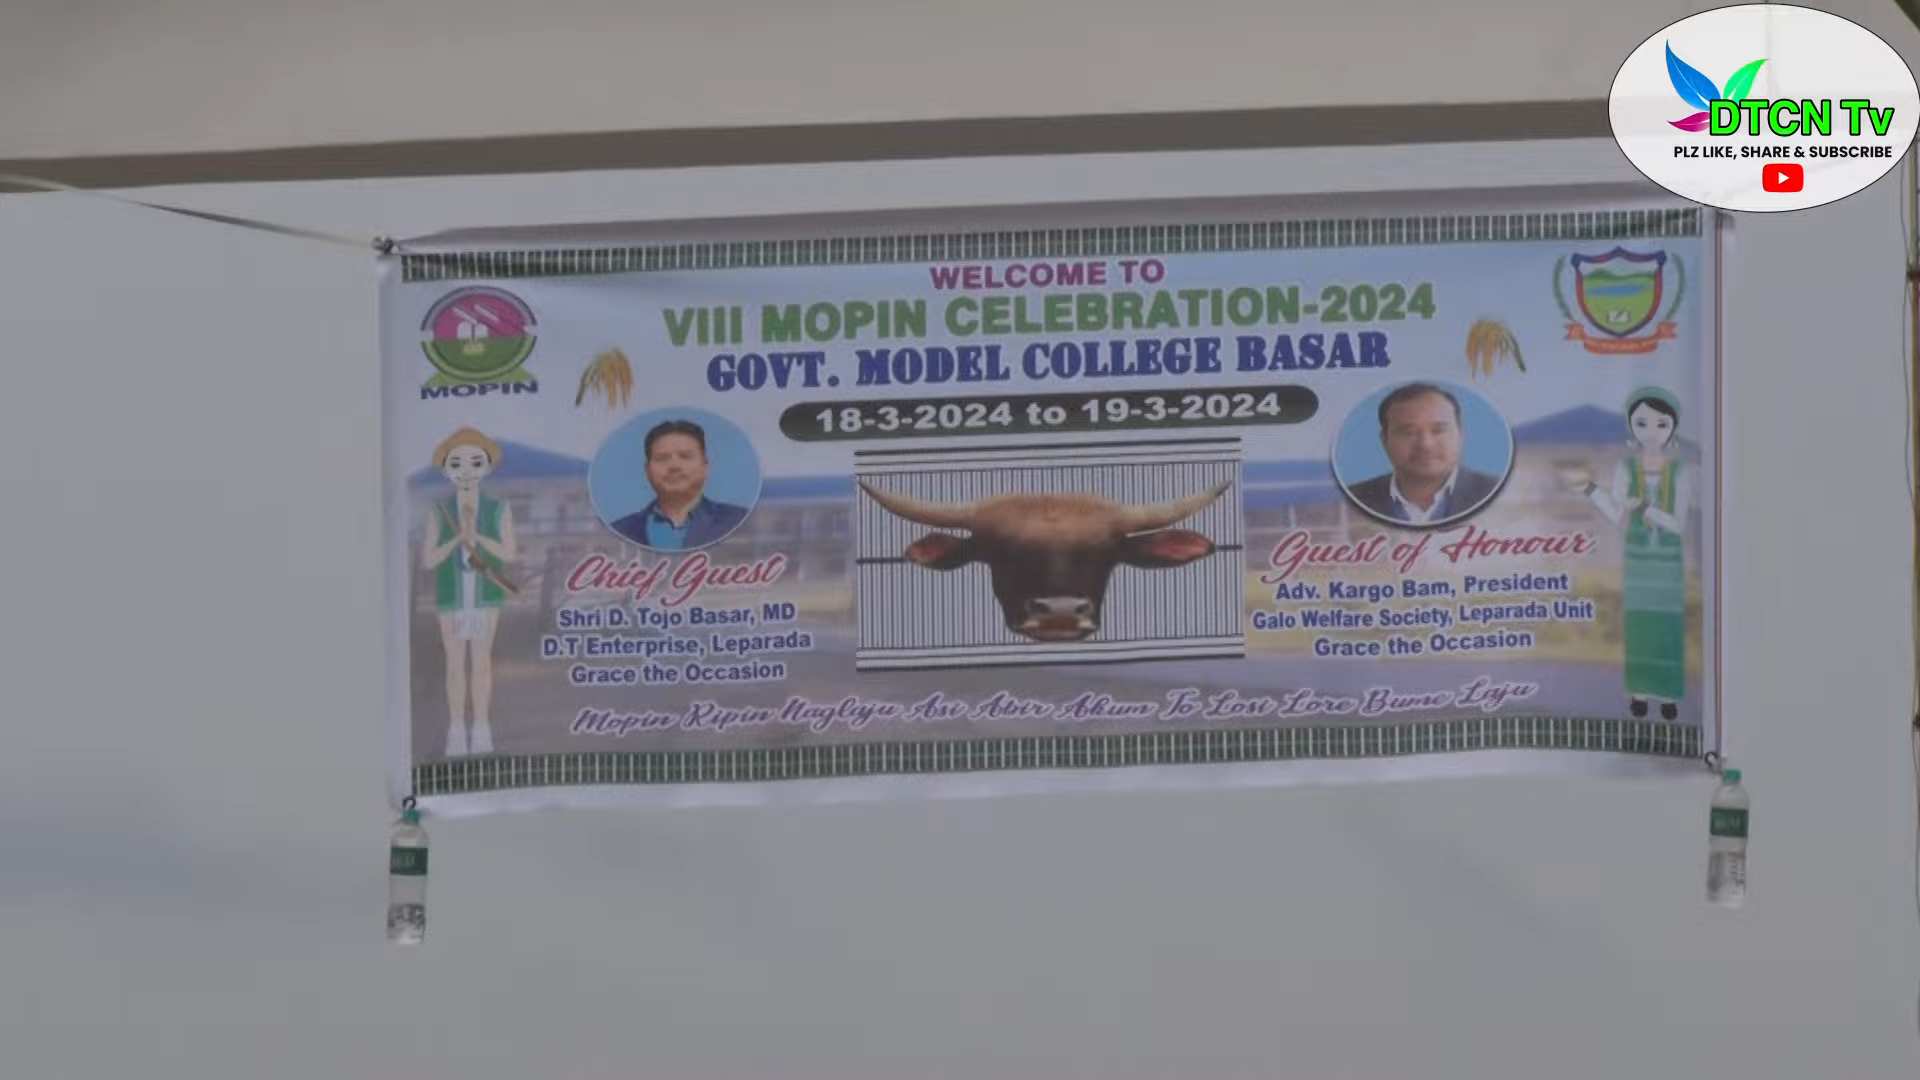 DTCN Tv
PLZ LIKE, SHARE & SUBSCRIBE
WELCOME TO
VIII MOPIN CELEBRATION-2024
GOVT. MODEL COLLEGE BASAR
18-3-2024 to 19-3-2024
MOPIN
Chief Guest
Shri D. Tojo Basar, MD
D.T Enterprise, Leparada
Grace the Occasion
Guest of Honour
Adv. Kargo Bam, President
Galo Welfare Society, Leparada Unit
Grace the Occasion
Mopin Ripin Naglaju Asi Abir Akum To Losi Lore Bume Laju